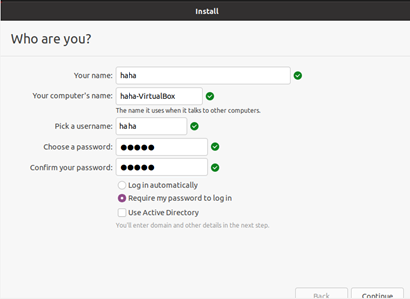 Install
Who are you?
Your name: haha
Your computer's name: haha-VirtualBox
The name it uses when it talks to other computers.
Pick a username: haha
Choose a password: ●●●●●
Confirm your password: ●●●●●
Log in automatically
Require my password to log in
Use Active Directory
You'll enter domain and other details in the next step.
Back Continue